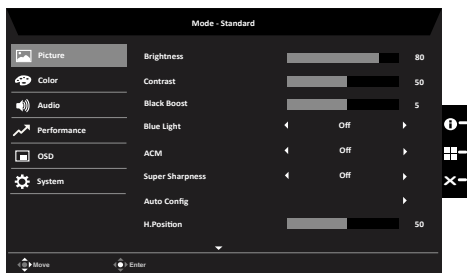 Mode - Standard
Picture
Brightness 80
Color
Contrast 50
Audio
Black Boost 5
Performance
Blue Light Off
OSD
ACM Off
System
Super Sharpness Off
Auto Config
H.Position 50
Move Enter